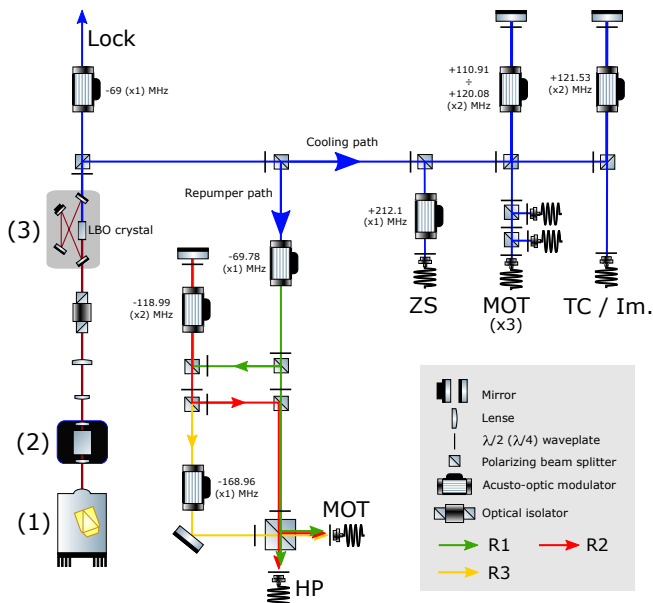 Lock
-69 (x1) MHz
+110.91
÷
+120.08
(x2) MHz
+121.53
(x2) MHz
Cooling path
Repumper path
(3)
LBO crystal
-69.78
(x1) MHz
+212.1
(x1) MHz
-118.99
(x2) MHz
ZS
MOT
(x3)
TC / Im.
(2)
(1)
-168.96
(x1) MHz
MOT
HP
Mirror
Lense
λ/2 (λ/4) waveplate
Polarizing beam splitter
Acusto-optic modulator
Optical isolator
R1
R2
R3